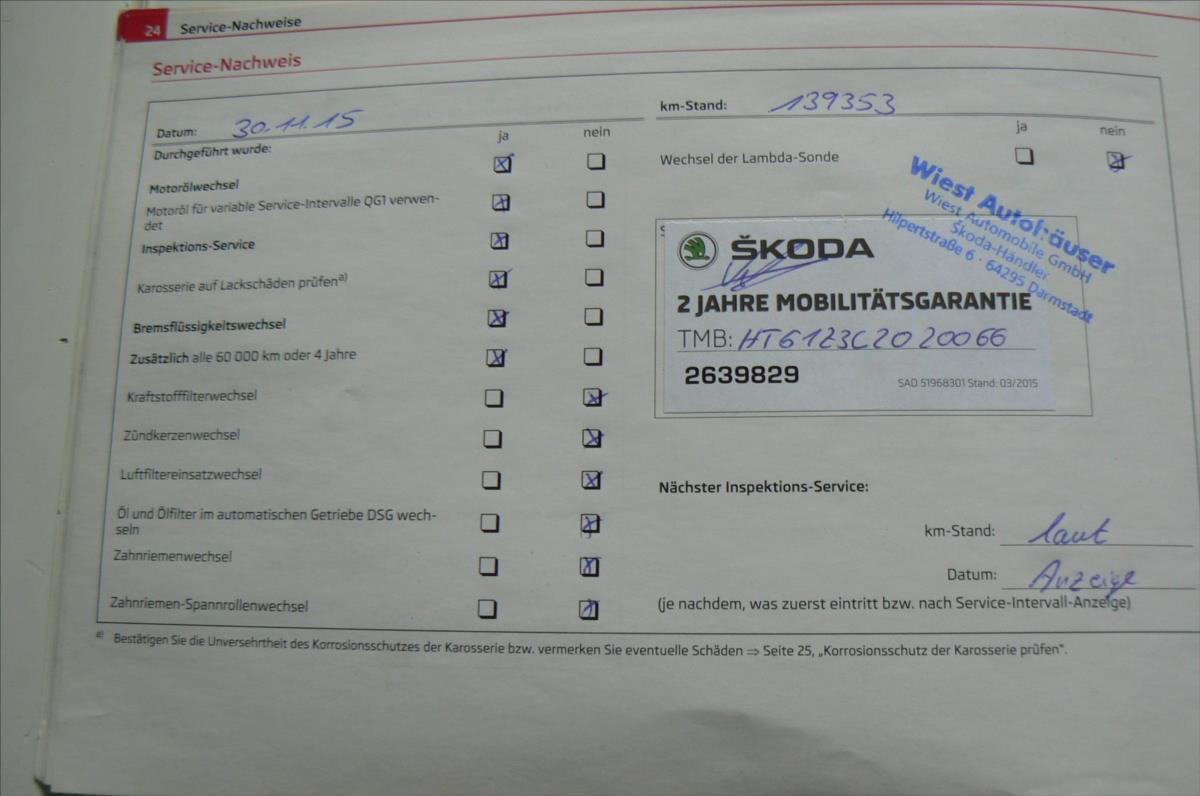 24 Service-Nachweise
Service-Nachweis
Datum: 30.11.15
ja nein
Durchgeführt wurde:
Motorölwechsel
Motoröl für variable Service-Intervalle QG1 verwen-
det
Inspektions-Service
Karosserie auf Lackschäden prüfen a)
Bremsflüssigkeitswechsel
Zusätzlich alle 60 000 km oder 4 Jahre
Kraftstofffilterwechsel
Zündkerzenwechsel
Luftfiltereinsatzwechsel
Öl und Ölfilter im automatischen Getriebe DSG wech-
seln
Zahnriemenwechsel
Zahnriemen-Spannrollenwechsel
km-Stand: 139353
ja nein
Wechsel der Lambda-Sonde
Wiest Autohäuser
Wiest Automobile GmbH
Škoda-Händler
Hilpertstraße 6 · 64295 Darmstadt
ŠKODA
2 JAHRE MOBILITÄTSGARANTIE
TMB: HT61Z3C2020066
2639829
SAD 51968301 Stand: 03/2015
Nächster Inspektions-Service:
km-Stand: laut
Datum: Anzeige
(je nachdem, was zuerst eintritt bzw. nach Service-Intervall-Anzeige)
a) Bestätigen Sie die Unversehrtheit des Korrosionsschutzes der Karosserie bzw. vermerken Sie eventuelle Schäden ⇒ Seite 25, „Korrosionsschutz der Karosserie prüfen“.